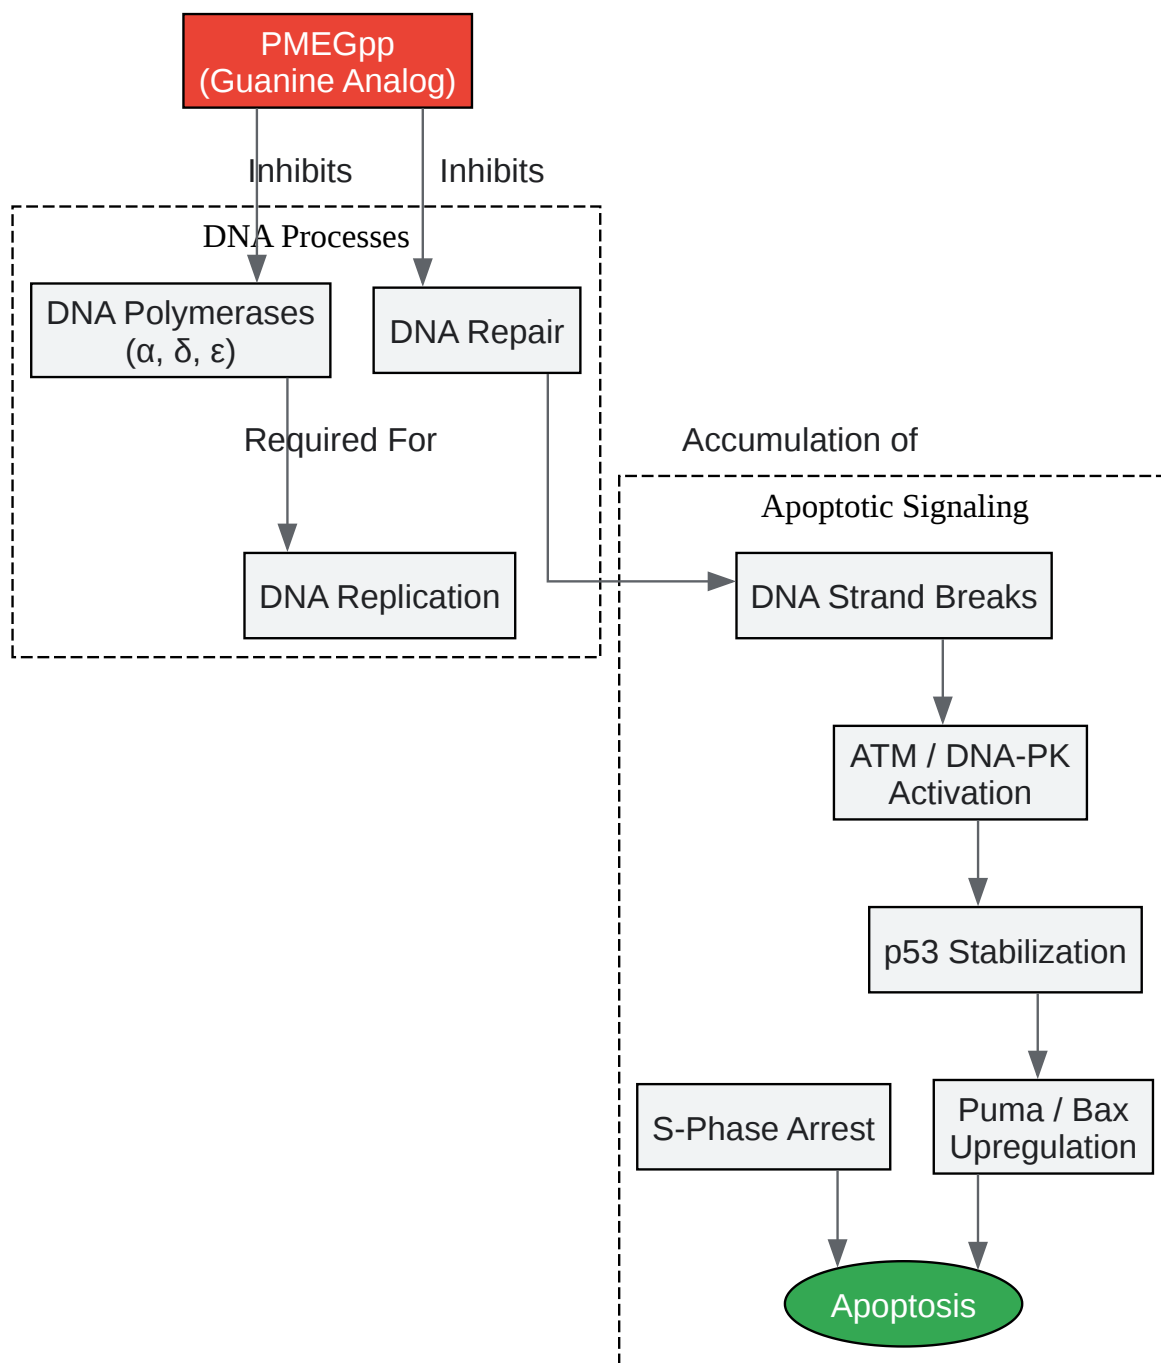 PMEGpp
(Guanine Analog)
Inhibits
Inhibits
DNA Processes
DNA Polymerases
(α, δ, ε)
DNA Repair
Required For
Accumulation of
Apoptotic Signaling
DNA Replication
DNA Strand Breaks
ATM / DNA-PK
Activation
p53 Stabilization
S-Phase Arrest
Puma / Bax
Upregulation
Apoptosis